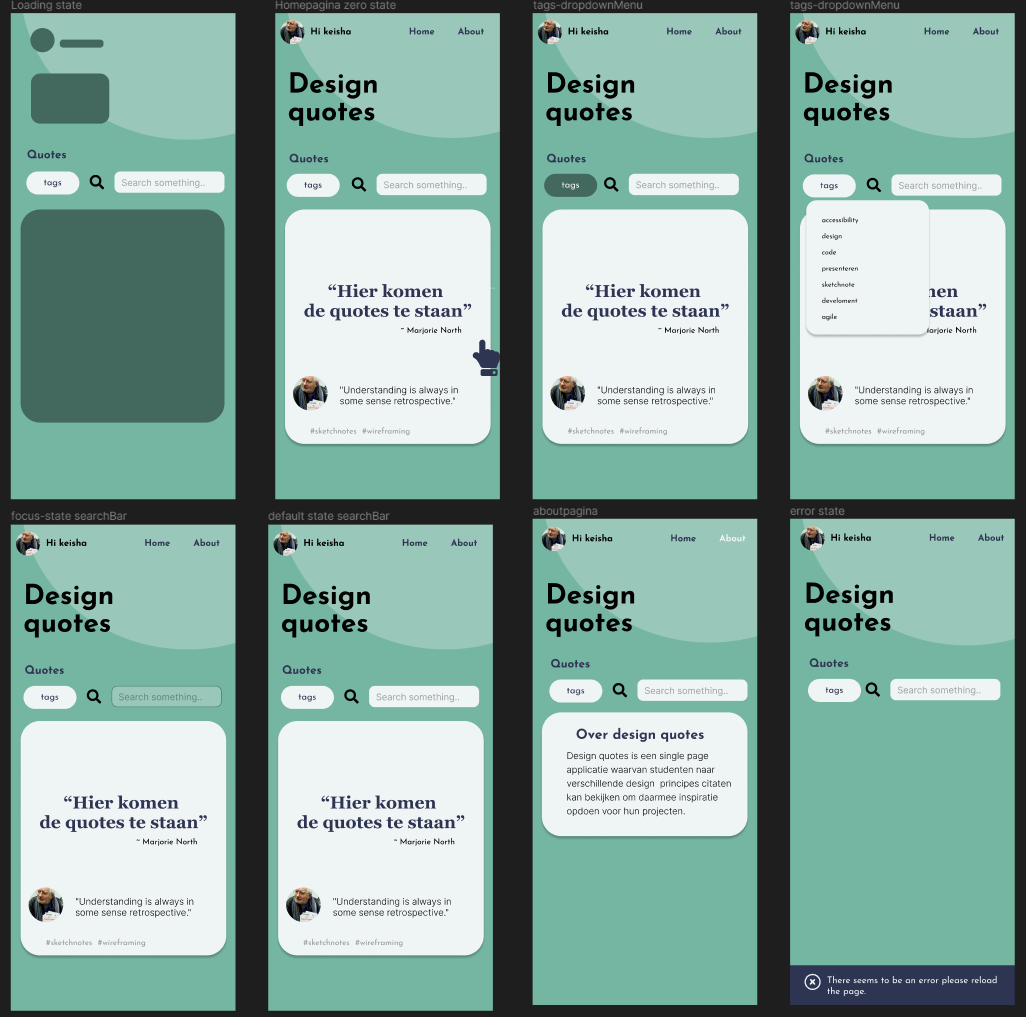 Loading state
Quotes
tags
Search something..
Homepagina zero state
Hi keisha
Home
About
Design
quotes
Quotes
tags
Search something..
“Hier komen
de quotes te staan”
~ Marjorie North
"Understanding is always in
some sense retrospective."
#sketchnotes #wireframing
tags-dropdownMenu
Hi keisha
Home
About
Design
quotes
Quotes
tags
Search something..
“Hier komen
de quotes te staan”
~ Marjorie North
"Understanding is always in
some sense retrospective."
#sketchnotes #wireframing
tags-dropdownMenu
Hi keisha
Home
About
Design
quotes
Quotes
tags
Search something..
accessibility
design
code
presenteren
sketchnote
develoment
agile
men
staan”
arjorie North
"Understanding is always in
some sense retrospective."
#sketchnotes #wireframing
focus-state searchBar
Hi keisha
Home
About
Design
quotes
Quotes
tags
Search something..
“Hier komen
de quotes te staan”
~ Marjorie North
"Understanding is always in
some sense retrospective."
#sketchnotes #wireframing
default state searchBar
Hi keisha
Home
About
Design
quotes
Quotes
tags
Search something..
“Hier komen
de quotes te staan”
~ Marjorie North
"Understanding is always in
some sense retrospective."
#sketchnotes #wireframing
aboutpagina
Hi keisha
Home
About
Design
quotes
Quotes
tags
Search something..
Over design quotes
Design quotes is een single page
applicatie waarvan studenten naar
verschillende design principes citaten
kan bekijken om daarmee inspiratie
opdoen voor hun projecten.
error state
Hi keisha
Home
About
Design
quotes
Quotes
tags
Search something..
There seems to be an error please reload
the page.